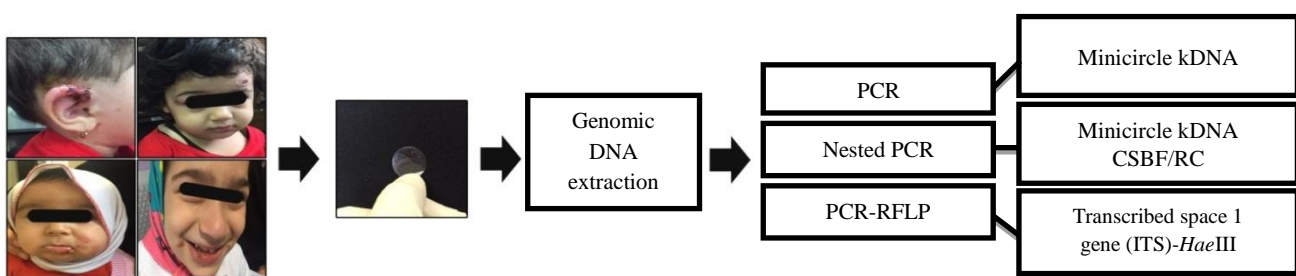 Genomic
DNA
extraction
PCR
Nested PCR
PCR-RFLP
Minicircle kDNA
Minicircle kDNA
CSBF/RC
Transcribed space 1
gene (ITS)-HaeIII